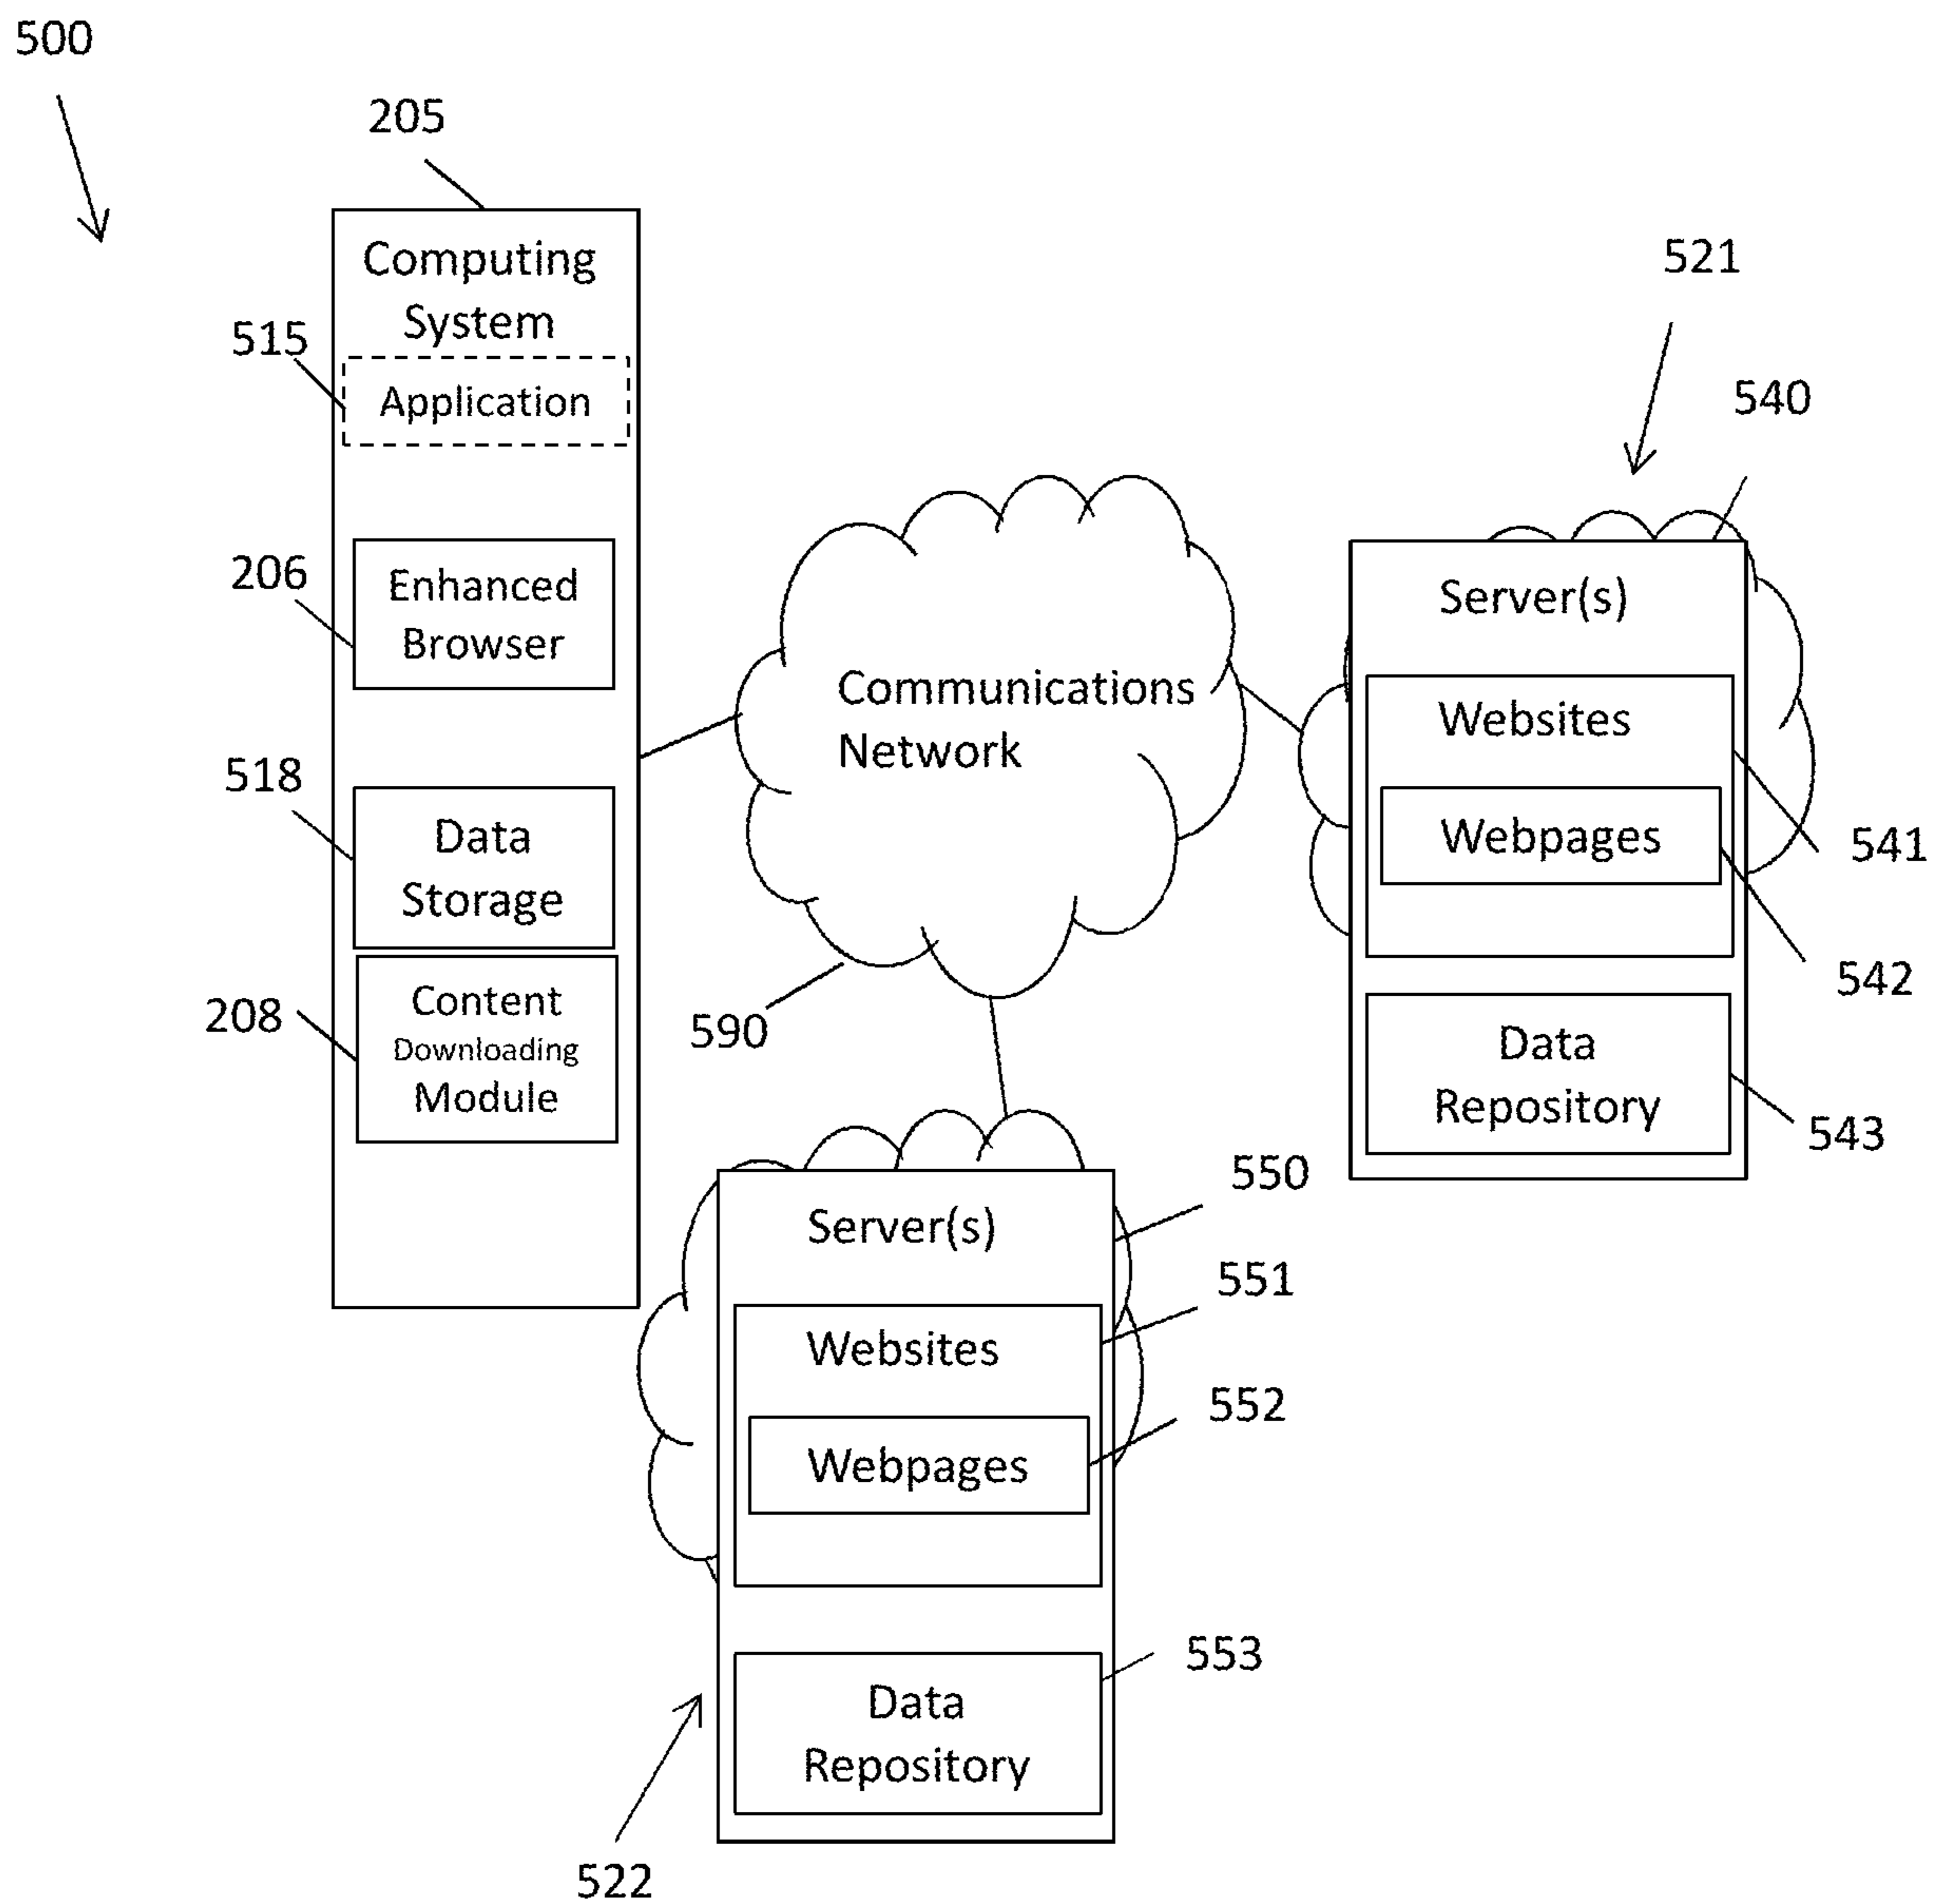 500
205
Computing
System
515
Application
206
Enhanced
Browser
518
Data
Storage
208
Content
Downloading
Module
Communications
Network
590
521
540
Server(s)
Websites
Webpages
541
542
Data
Repository
543
550
Server(s)
551
Websites
552
Webpages
553
Data
Repository
522